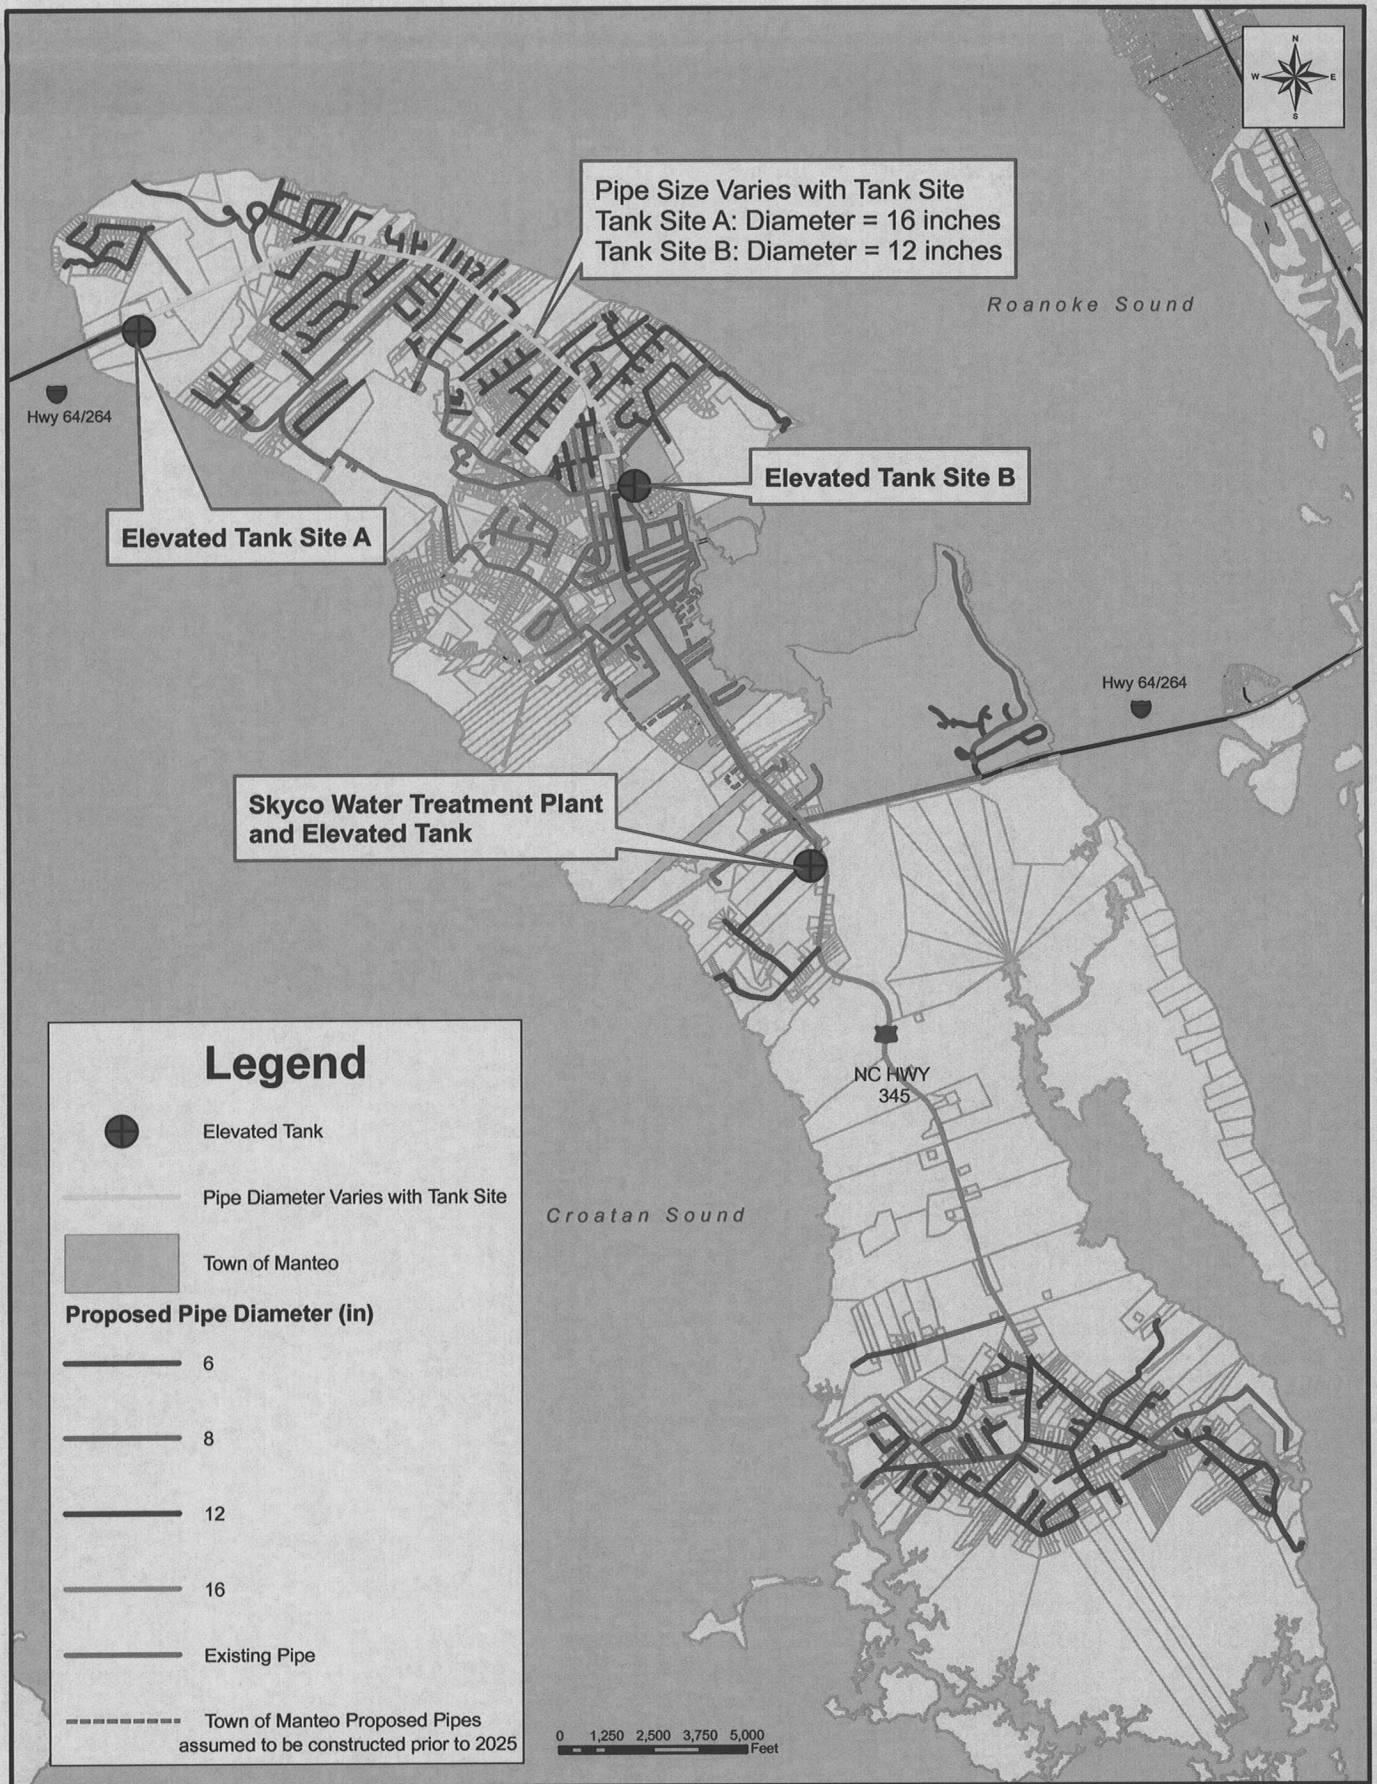 N
W
E
S
Pipe Size Varies with Tank Site
Tank Site A: Diameter = 16 inches
Tank Site B: Diameter = 12 inches
Roanoke Sound
Hwy 64/264
Elevated Tank Site B
Elevated Tank Site A
Hwy 64/264
Skyco Water Treatment Plant
and Elevated Tank
NC HWY
345
Croatan Sound
Legend
Elevated Tank
Pipe Diameter Varies with Tank Site
Town of Manteo
Proposed Pipe Diameter (in)
6
8
12
16
Existing Pipe
Town of Manteo Proposed Pipes
assumed to be constructed prior to 2025
0 1,250 2,500 3,750 5,000
Feet